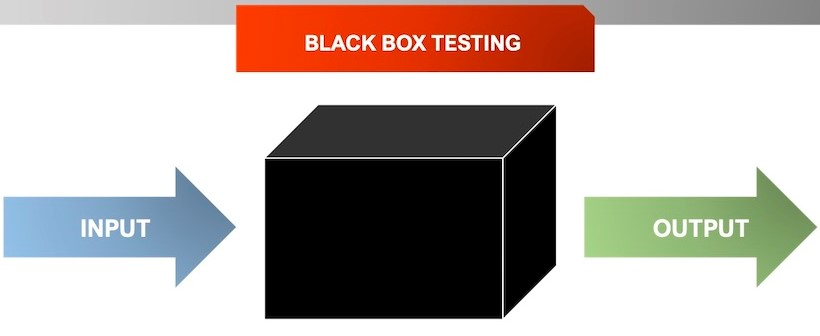 BLACK BOX TESTING
INPUT
OUTPUT